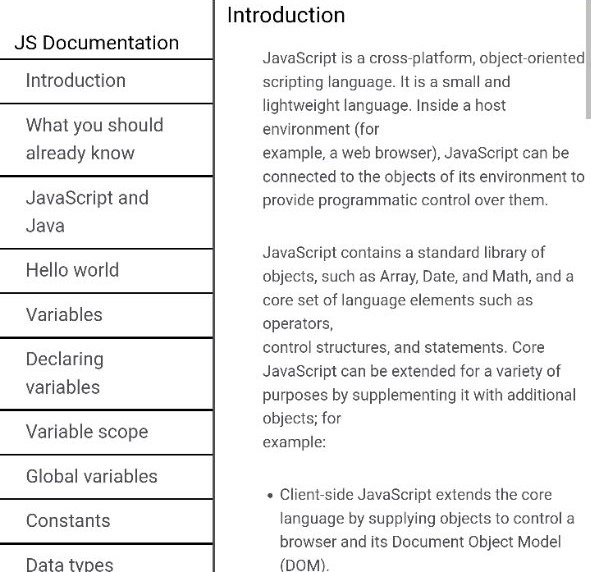 JS Documentation
Introduction
What you should
already know
JavaScript and
Java
Hello world
Variables
Declaring
variables
Variable scope
Global variables
Constants
Data types
Introduction
JavaScript is a cross-platform, object-oriented
scripting language. It is a small and
lightweight language. Inside a host
environment (for
example, a web browser), JavaScript can be
connected to the objects of its environment to
provide programmatic control over them.
JavaScript contains a standard library of
objects, such as Array, Date, and Math, and a
core set of language elements such as
operators,
control structures, and statements. Core
JavaScript can be extended for a variety of
purposes by supplementing it with additional
objects; for
example:
• Client-side JavaScript extends the core
language by supplying objects to control a
browser and its Document Object Model
(DOM).